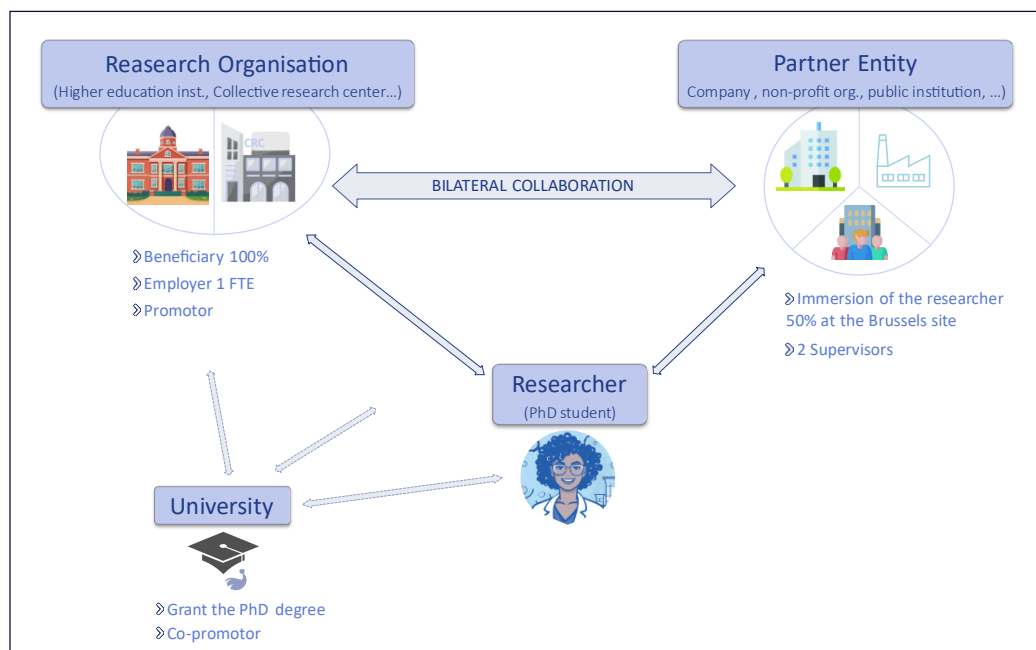 Reasearch Organisation
(Higher education inst., Collective research center...)
CRC
Beneficiary 100%
Employer 1 FTE
Promotor
BILATERAL COLLABORATION
Partner Entity
Company , non-profit org., public institution, ...)
Immersion of the researcher
50% at the Brussels site
2 Supervisors
Researcher
(PhD student)
University
Grant the PhD degree
Co-promotor